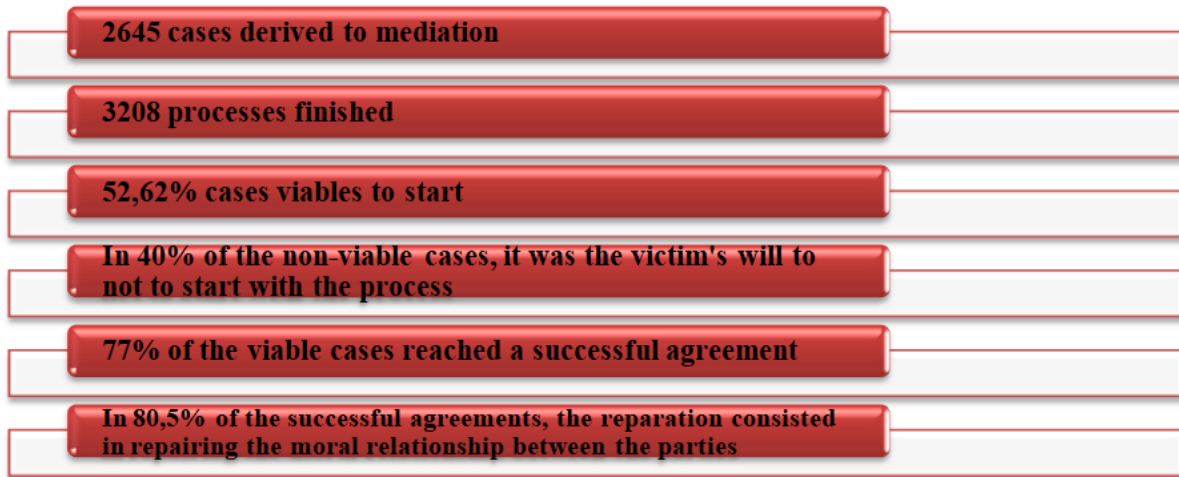 2645 cases derived to mediation
3208 processes finished
52,62% cases viables to start
In 40% of the non-viable cases, it was the victim's will to
not to start with the process
77% of the viable cases reached a successful agreement
In 80,5% of the successful agreements, the reparation consisted
in repairing the moral relationship between the parties